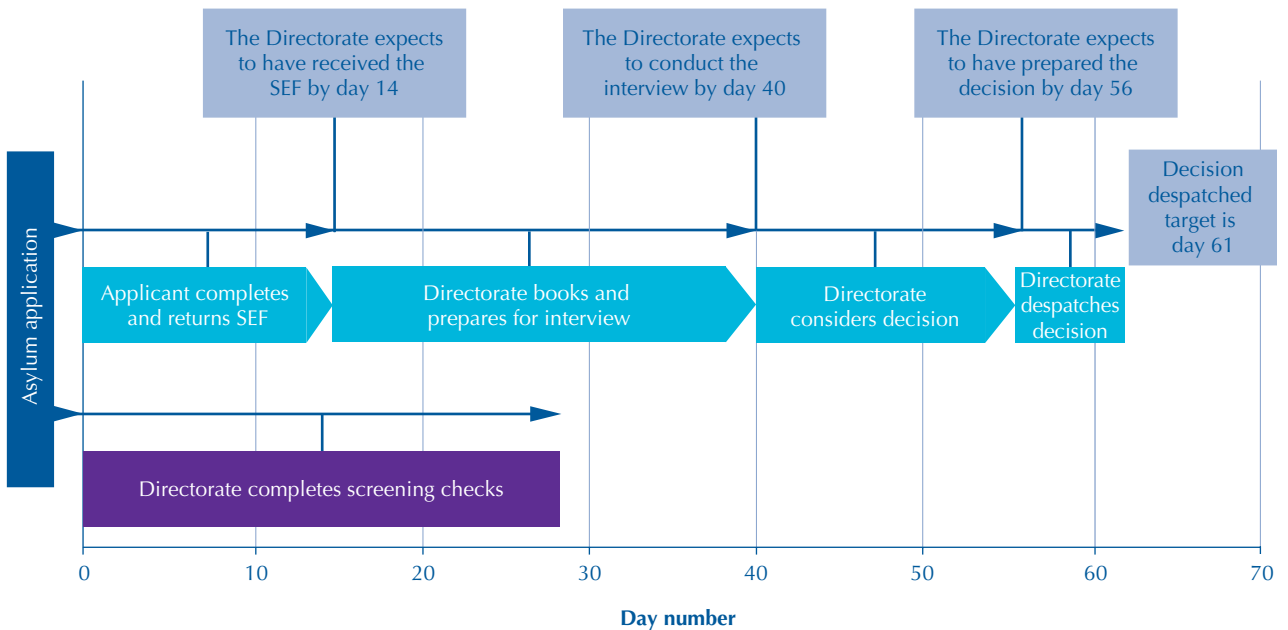 The Directorate expects
to have received the
SEF by day 14
The Directorate expects
to conduct the
interview by day 40
The Directorate expects
to have prepared the
decision by day 56
Decision
despatched
target is
day 61
Asylum application
Applicant completes
and returns SEF
Directorate books and
prepares for interview
Directorate
considers decision
Directorate
despatches
decision
Directorate completes screening checks
0 10 20 30 40 50 60 70
Day number